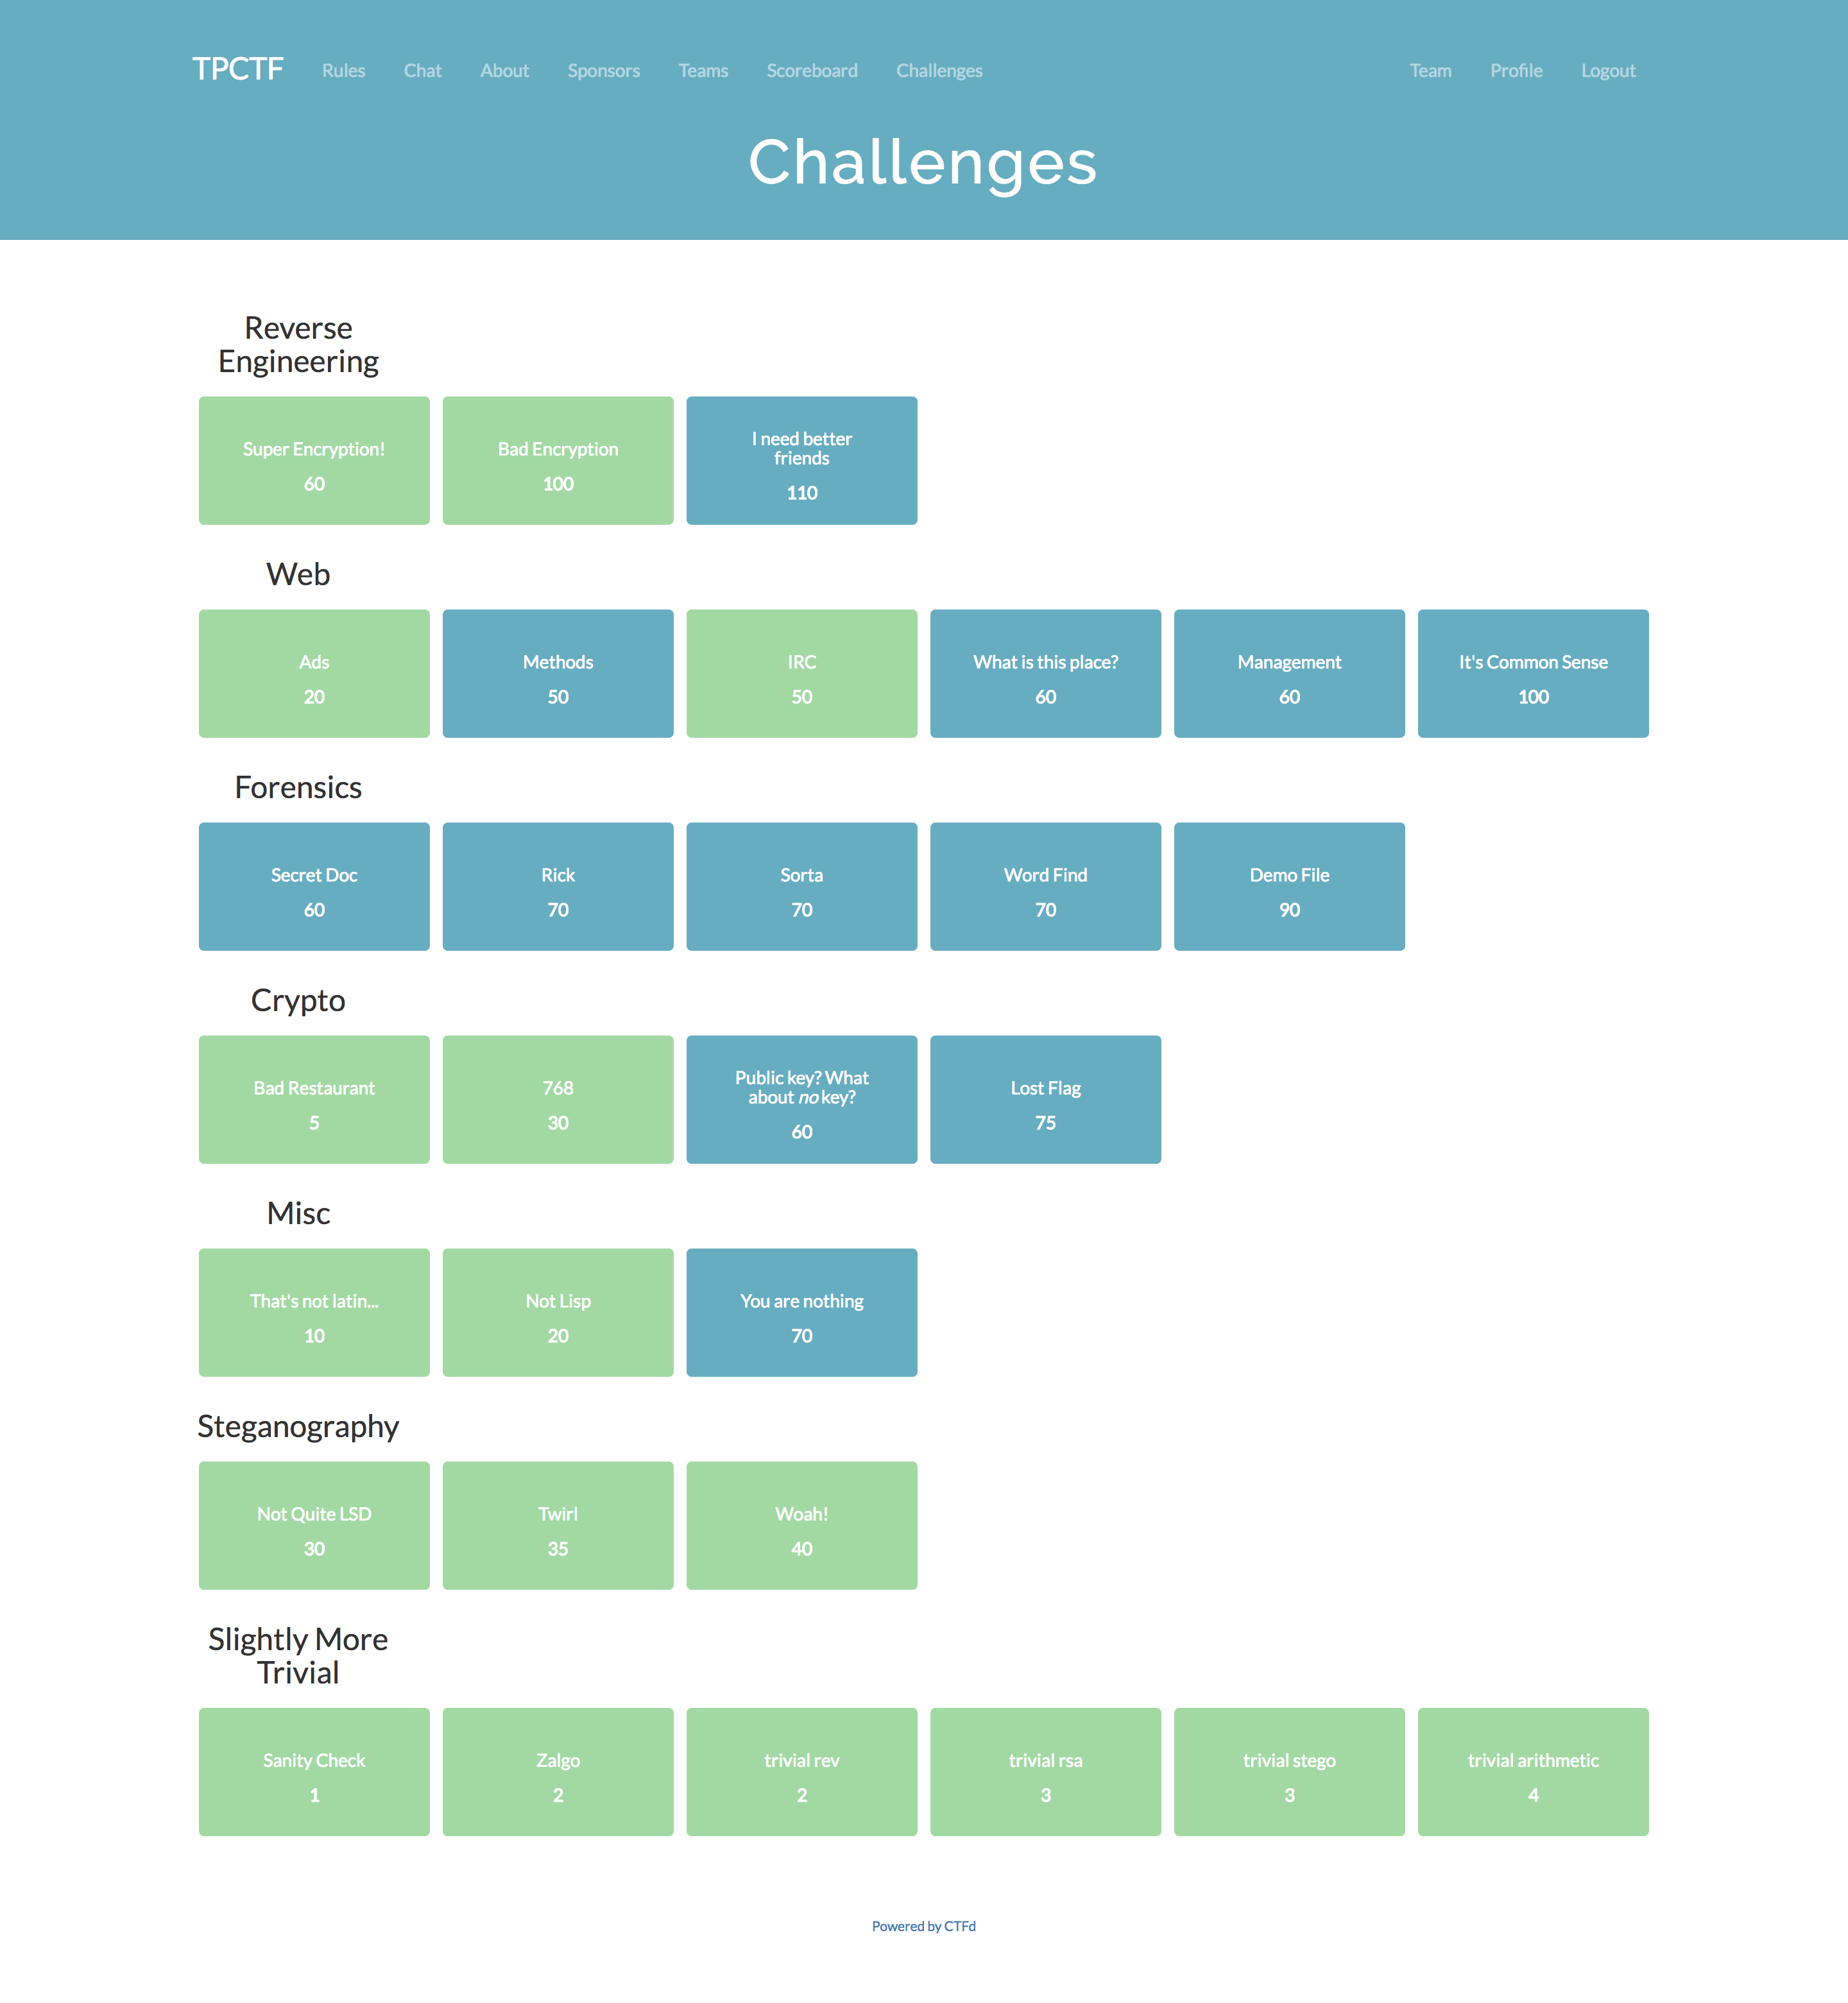 TPCTF Rules Chat About Sponsors Teams Scoreboard Challenges Team Profile Logout
Challenges
Reverse
Engineering
Super Encryption!
60
Bad Encryption
100
I need better
friends
110
Web
Ads
20
Methods
50
IRC
50
What is this place?
60
Management
60
It's Common Sense
100
Forensics
Secret Doc
60
Rick
70
Sorta
70
Word Find
70
Demo File
90
Crypto
Bad Restaurant
5
768
30
Public key? What
about no key?
60
Lost Flag
75
Misc
That's not latin...
10
Not Lisp
20
You are nothing
70
Steganography
Not Quite LSD
30
Twirl
35
Woah!
40
Slightly More
Trivial
Sanity Check
1
Zalgo
2
trivial rev
2
trivial rsa
3
trivial stego
3
trivial arithmetic
4
Powered by CTFd